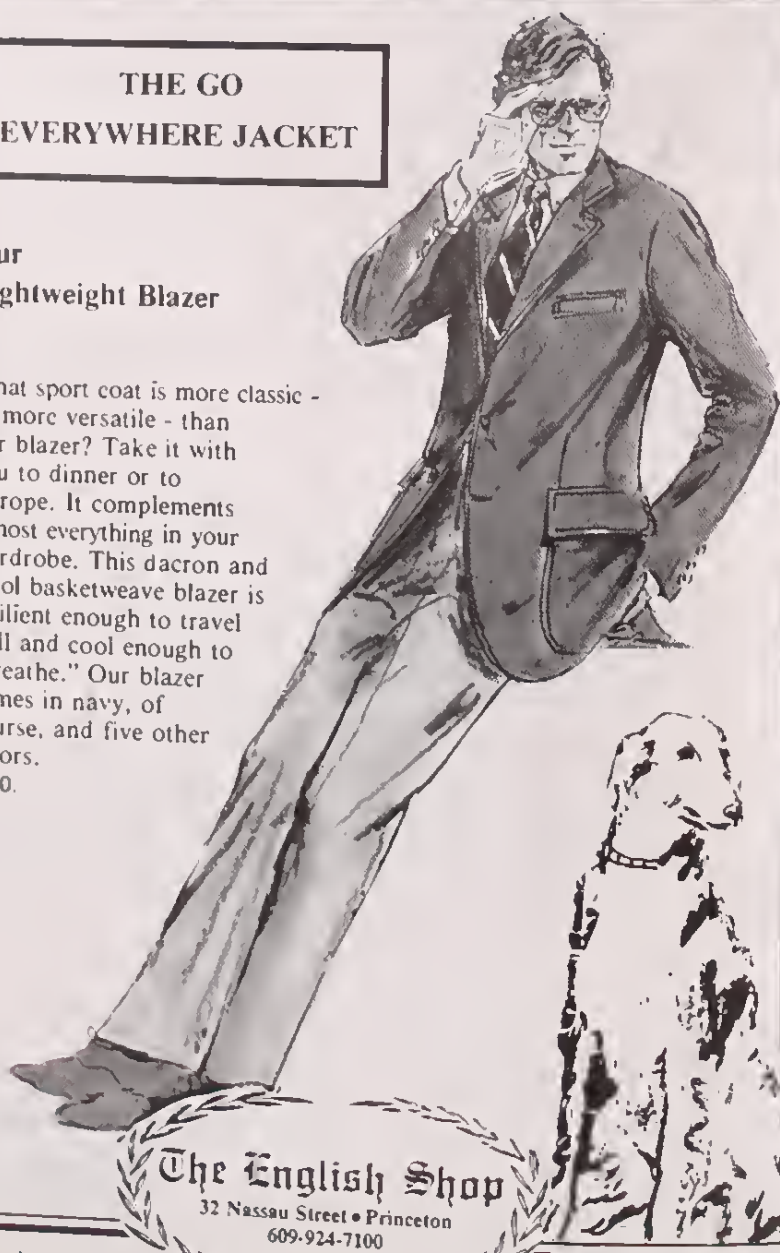 THE GO
EVERYWHERE JACKET
ur
ghtweight Blazer
hat sport coat is more classic -
more versatile - than
r blazer? Take it with
u to dinner or to
rope. It complements
most everything in your
rdrobe. This dacron and
ol basketweave blazer is
ilient enough to travel
ll and cool enough to
reathe." Our blazer
mes in navy, of
urse, and five other
ors.
0.
The English Shop
32 Nassau Street • Princeton
609-924-7100